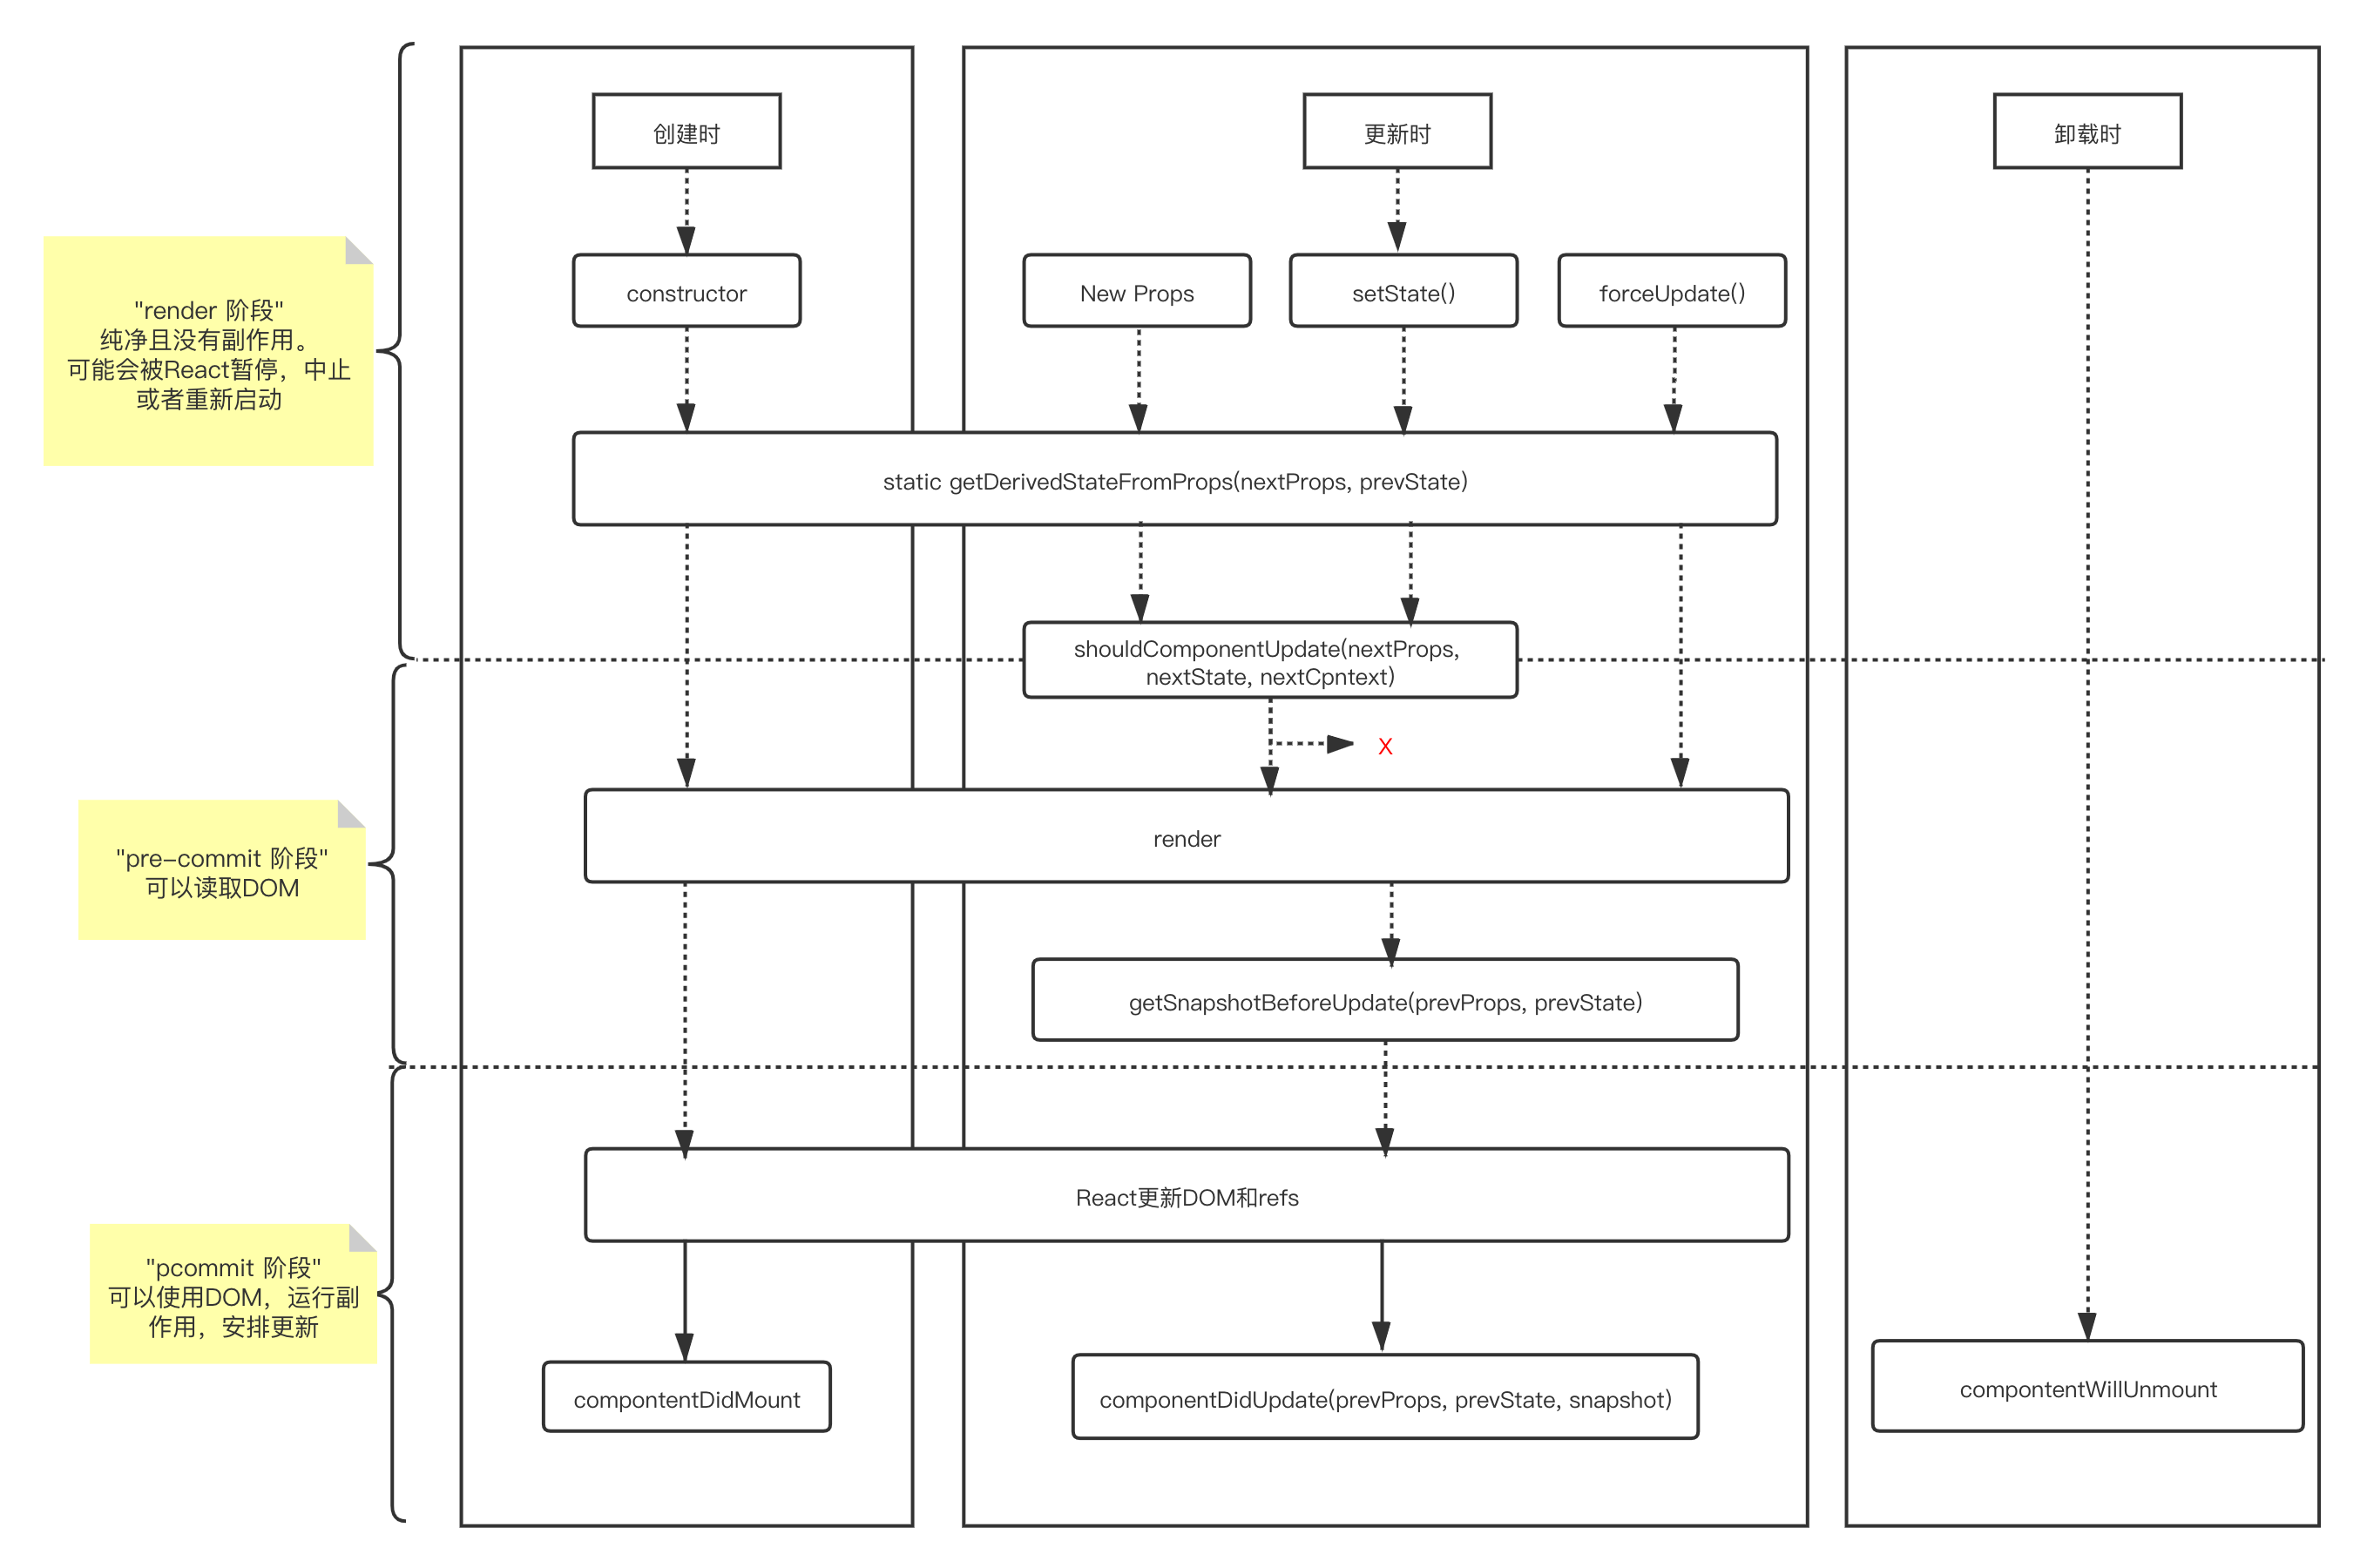 创建时
更新时
卸载时
constructor
New Props
setState()
forceUpdate()
"render 阶段"
纯净且没有副作用。
可能会被React暂停，中止
或者重新启动
static getDerivedStateFromProps(nextProps, prevState)
shouldComponentUpdate(nextProps,
nextState, nextCpntext)
X
render
"pre-commit 阶段"
可以读取DOM
getSnapshotBeforeUpdate(prevProps, prevState)
React更新DOM和refs
"pcommit 阶段"
可以使用DOM，运行副
作用，安排更新
compontentDidMount
componentDidUpdate(prevProps, prevState, snapshot)
compontentWillUnmount